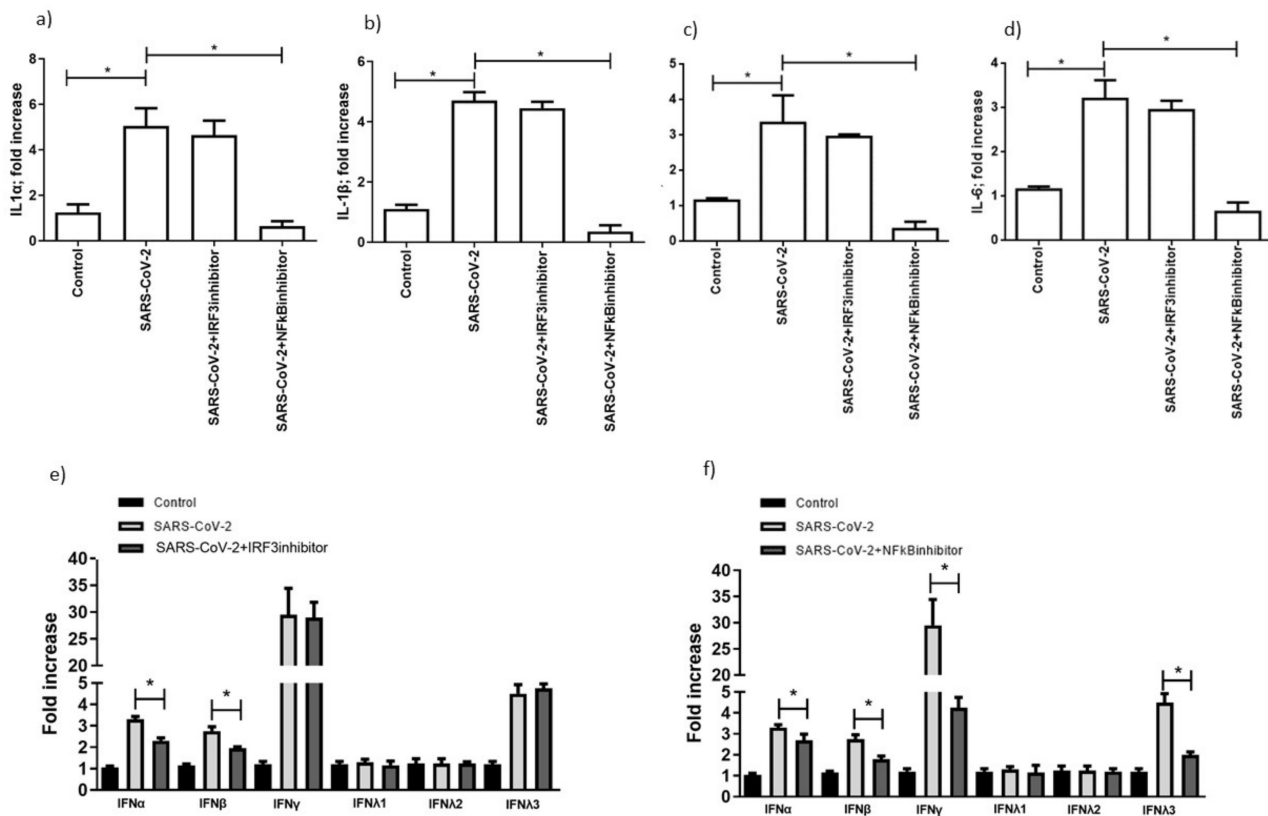 a)
IL1α; fold increase
8
6
4
2
0
*
*
Control
SARS-CoV-2
SARS-CoV-2+IRF3inhibitor
SARS-CoV-2+NFkBinhibitor
b)
IL-1β; fold increase
6
4
2
0
*
*
Control
SARS-CoV-2
SARS-CoV-2+IRF3inhibitor
SARS-CoV-2+NFkBinhibitor
c)
5
4
3
2
1
0
*
*
Control
SARS-CoV-2
SARS-CoV-2+IRF3inhibitor
SARS-CoV-2+NFkBinhibitor
d)
IL-6; fold increase
4
3
2
1
0
*
*
Control
SARS-CoV-2
SARS-CoV-2+IRF3inhibitor
SARS-CoV-2+NFkBinhibitor
e)
Control
SARS-CoV-2
SARS-CoV-2+IRF3inhibitor
Fold increase
40
35
30
25
20
5
4
3
2
1
0
*
*
IFNα IFNβ IFNγ IFNλ1 IFNλ2 IFNλ3
f)
Control
SARS-CoV-2
SARS-CoV-2+NFkBinhibitor
Fold increase
40
35
30
25
20
5
4
3
2
1
0
*
*
*
*
IFNα IFNβ IFNγ IFNλ1 IFNλ2 IFNλ3